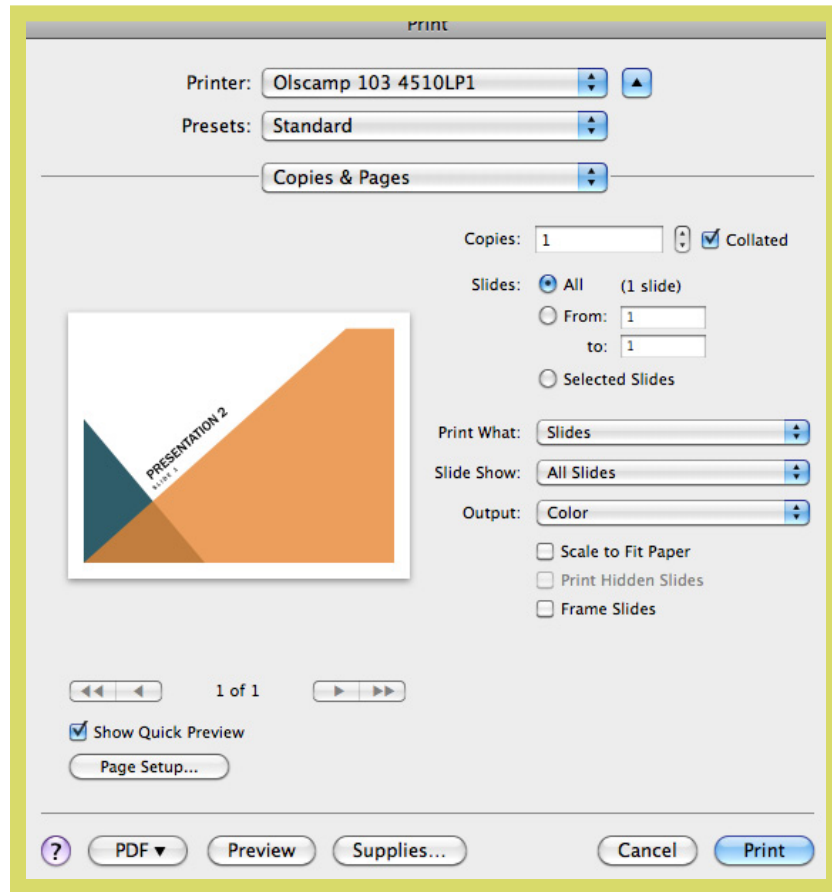 Print
Printer: Olscamp 103 4510LP1
Presets: Standard
Copies & Pages
Copies: 1 Collated
Slides: All (1 slide)
From: 1
to: 1
Selected Slides
PRESENTATION 2
SLIDE 1
Print What: Slides
Slide Show: All Slides
Output: Color
Scale to Fit Paper
Print Hidden Slides
Frame Slides
1 of 1
Show Quick Preview
Page Setup...
? PDF ▼ Preview Supplies... Cancel Print